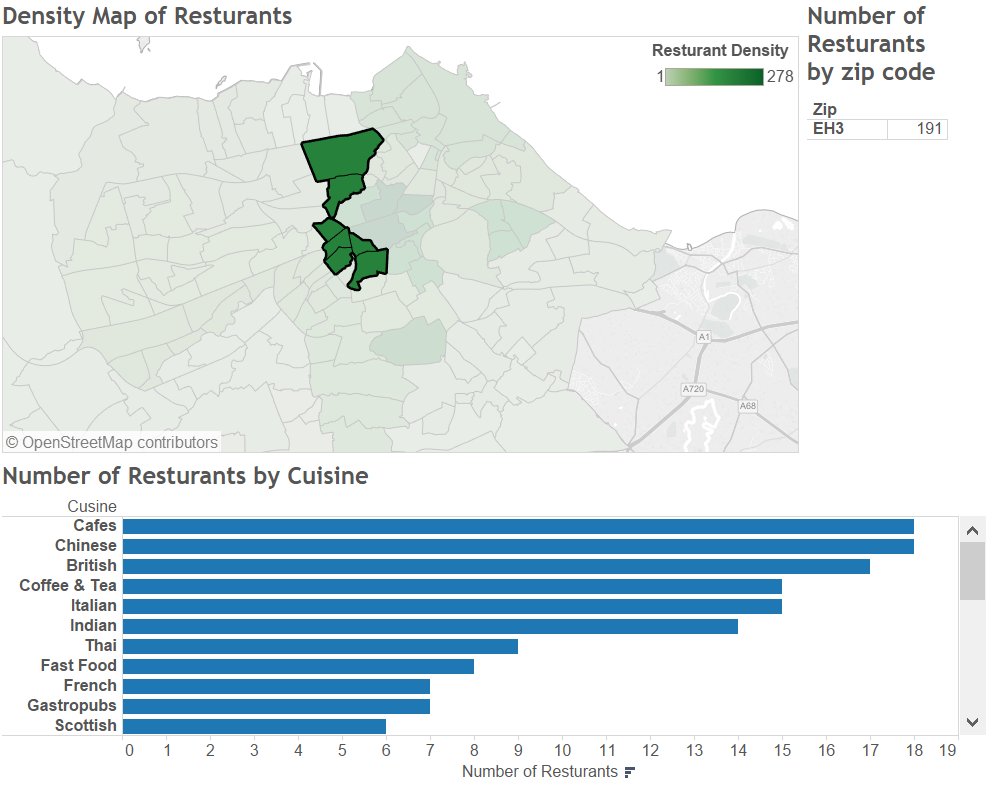 Density Map of Resturants
Number of
Resturants
by zip code
Resturant Density
1 278
Zip
EH3 191
A1
A720
A68
© OpenStreetMap contributors
Number of Resturants by Cuisine
Cusine
Cafes
Chinese
British
Coffee & Tea
Italian
Indian
Thai
Fast Food
French
Gastropubs
Scottish
0 1 2 3 4 5 6 7 8 9 10 11 12 13 14 15 16 17 18 19
Number of Resturants